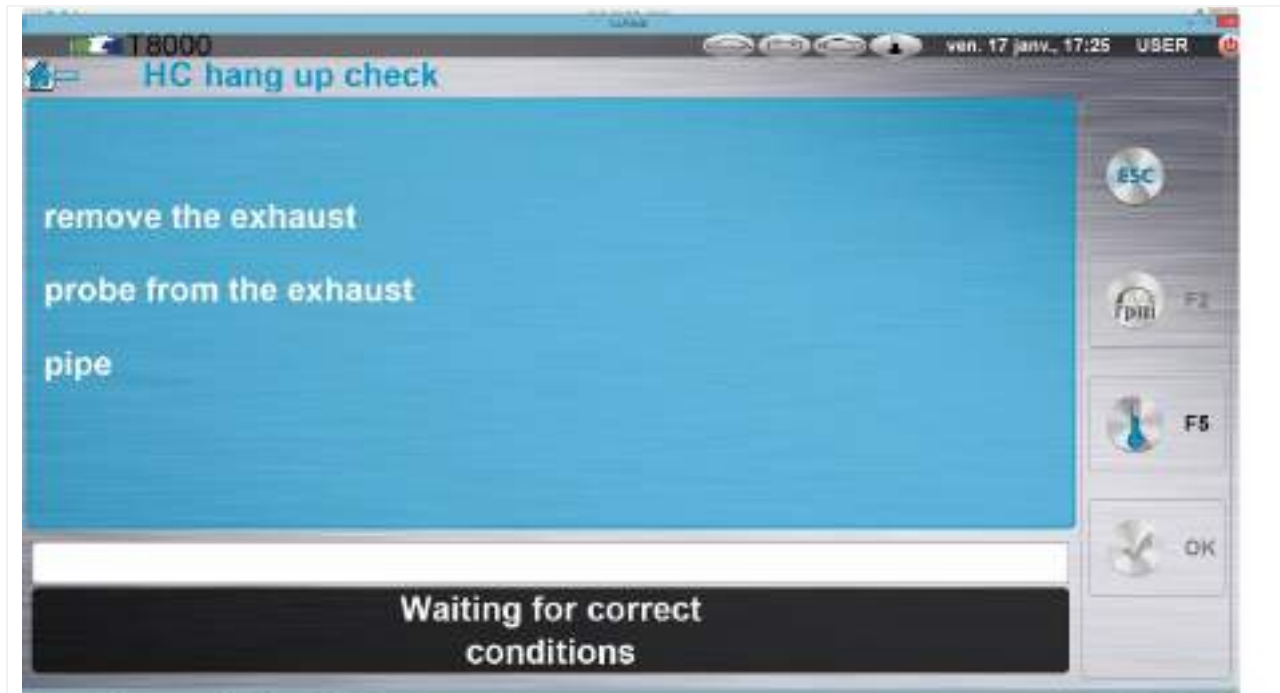 T8000
ven. 17 janv., 17:25 USER
HC hang up check
ESC
remove the exhaust
probe from the exhaust
rpm F2
pipe
F5
OK
Waiting for correct
conditions